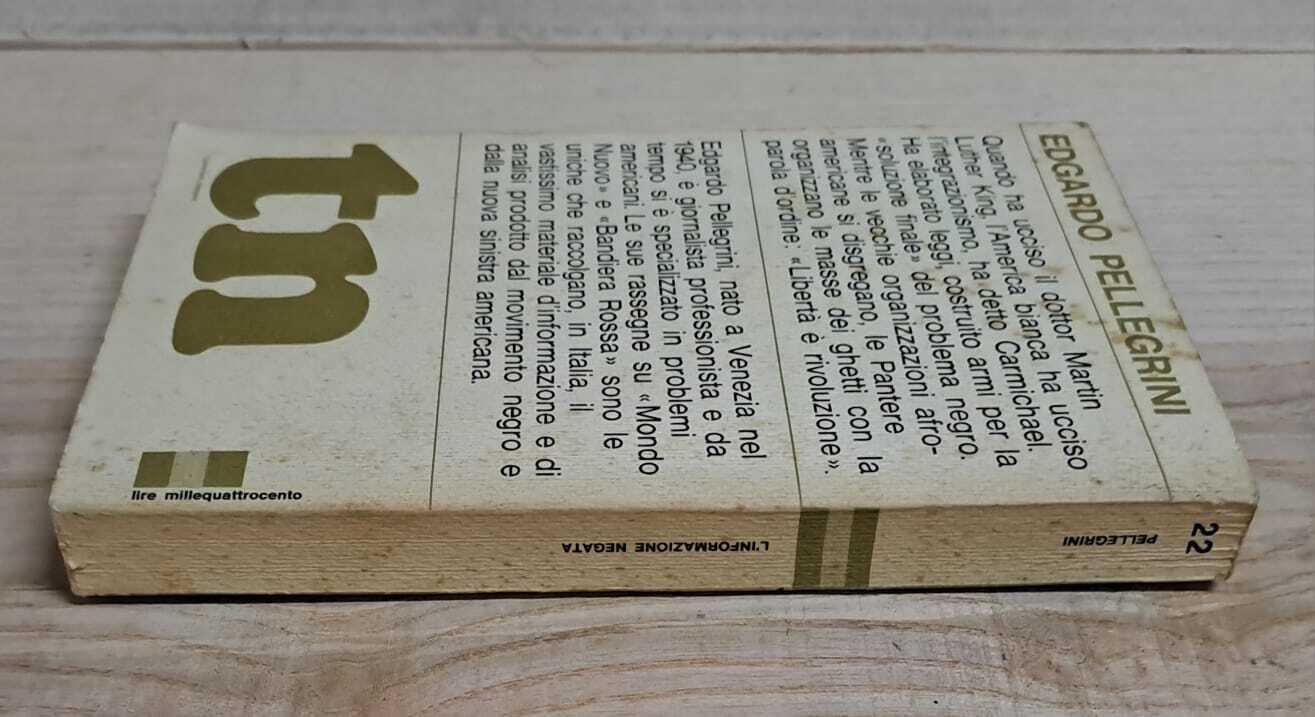 EDGARDO PELLEGRINI
Quando ha ucciso il dottor Martin
Luther King, l'America bianca ha ucciso
l'integrazionismo, ha detto Carmichael.
Ha elaborato leggi, costruito armi per la
«soluzione finale» del problema negro.
Mentre le vecchie organizzazioni afro-
americane si disgregano, le Pantere
organizzano le masse dei ghetti con la
parola d'ordine: «Libertà è rivoluzione».
Edgardo Pellegrini, nato a Venezia nel
1940, è giornalista professionista e da
tempo si è specializzato in problemi
americani. Le sue rassegne su «Mondo
Nuovo» e «Bandiera Rossa» sono le
uniche che raccolgano, in Italia, il
vastissimo materiale d'informazione e di
analisi prodotto dal movimento negro e
dalla nuova sinistra americana.
tn
lire millequattrocento
22
PELLEGRINI
L'INFORMAZIONE NEGATA